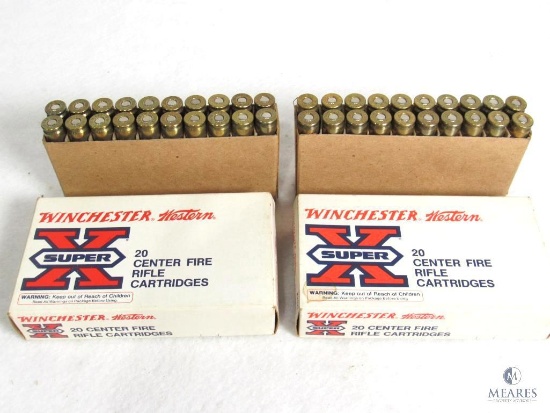 WINCHESTER Western
X
SUPER
20
CENTER FIRE
RIFLE
CARTRIDGES
WARNING: Keep out of Reach of Children
WINCHESTER Western
X
SUPER
20 CENTER FIRE
RIFLE CARTRIDGES
WINCHESTER Western
X
SUPER
20
CENTER FIRE
RIFLE
CARTRIDGES
WARNING: Keep out of Reach of Children
WINCHESTER Western
X
SUPER
20 CENTER FIRE
RIFLE CARTRIDGES
M
MEARES